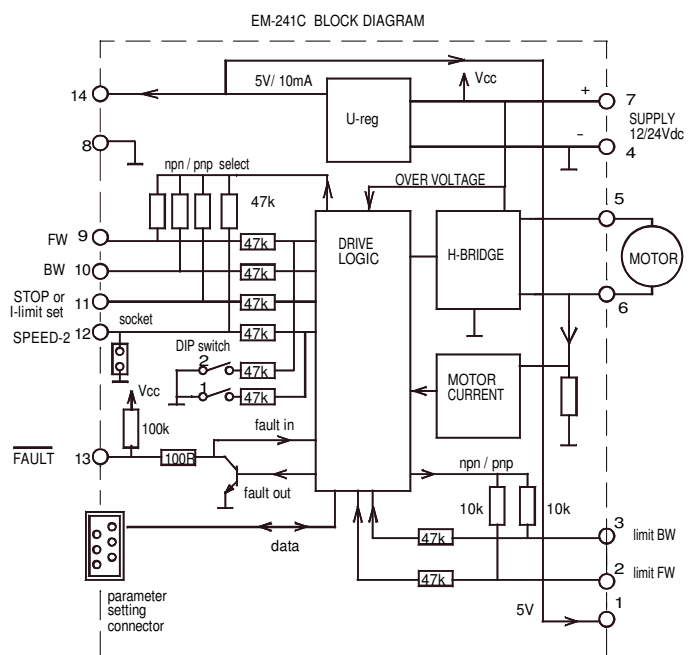 EM-241C BLOCK DIAGRAM
14
5V/ 10mA
U-reg
Vcc
+
7
SUPPLY
12/24Vdc
-
4
8
npn / pnp select
47k
OVER VOLTAGE
5
FW
9
47k
DRIVE
LOGIC
H-BRIDGE
MOTOR
BW
10
47k
6
STOP or
I-limit set
11
47k
SPEED-2
12
socket
47k
DIP switch
2
47k
1
47k
MOTOR
CURRENT
Vcc
100k
fault in
FAULT
13
100R
fault out
npn / pnp
10k
10k
data
47k
3
limit BW
47k
2
limit FW
parameter
setting
connector
5V
1